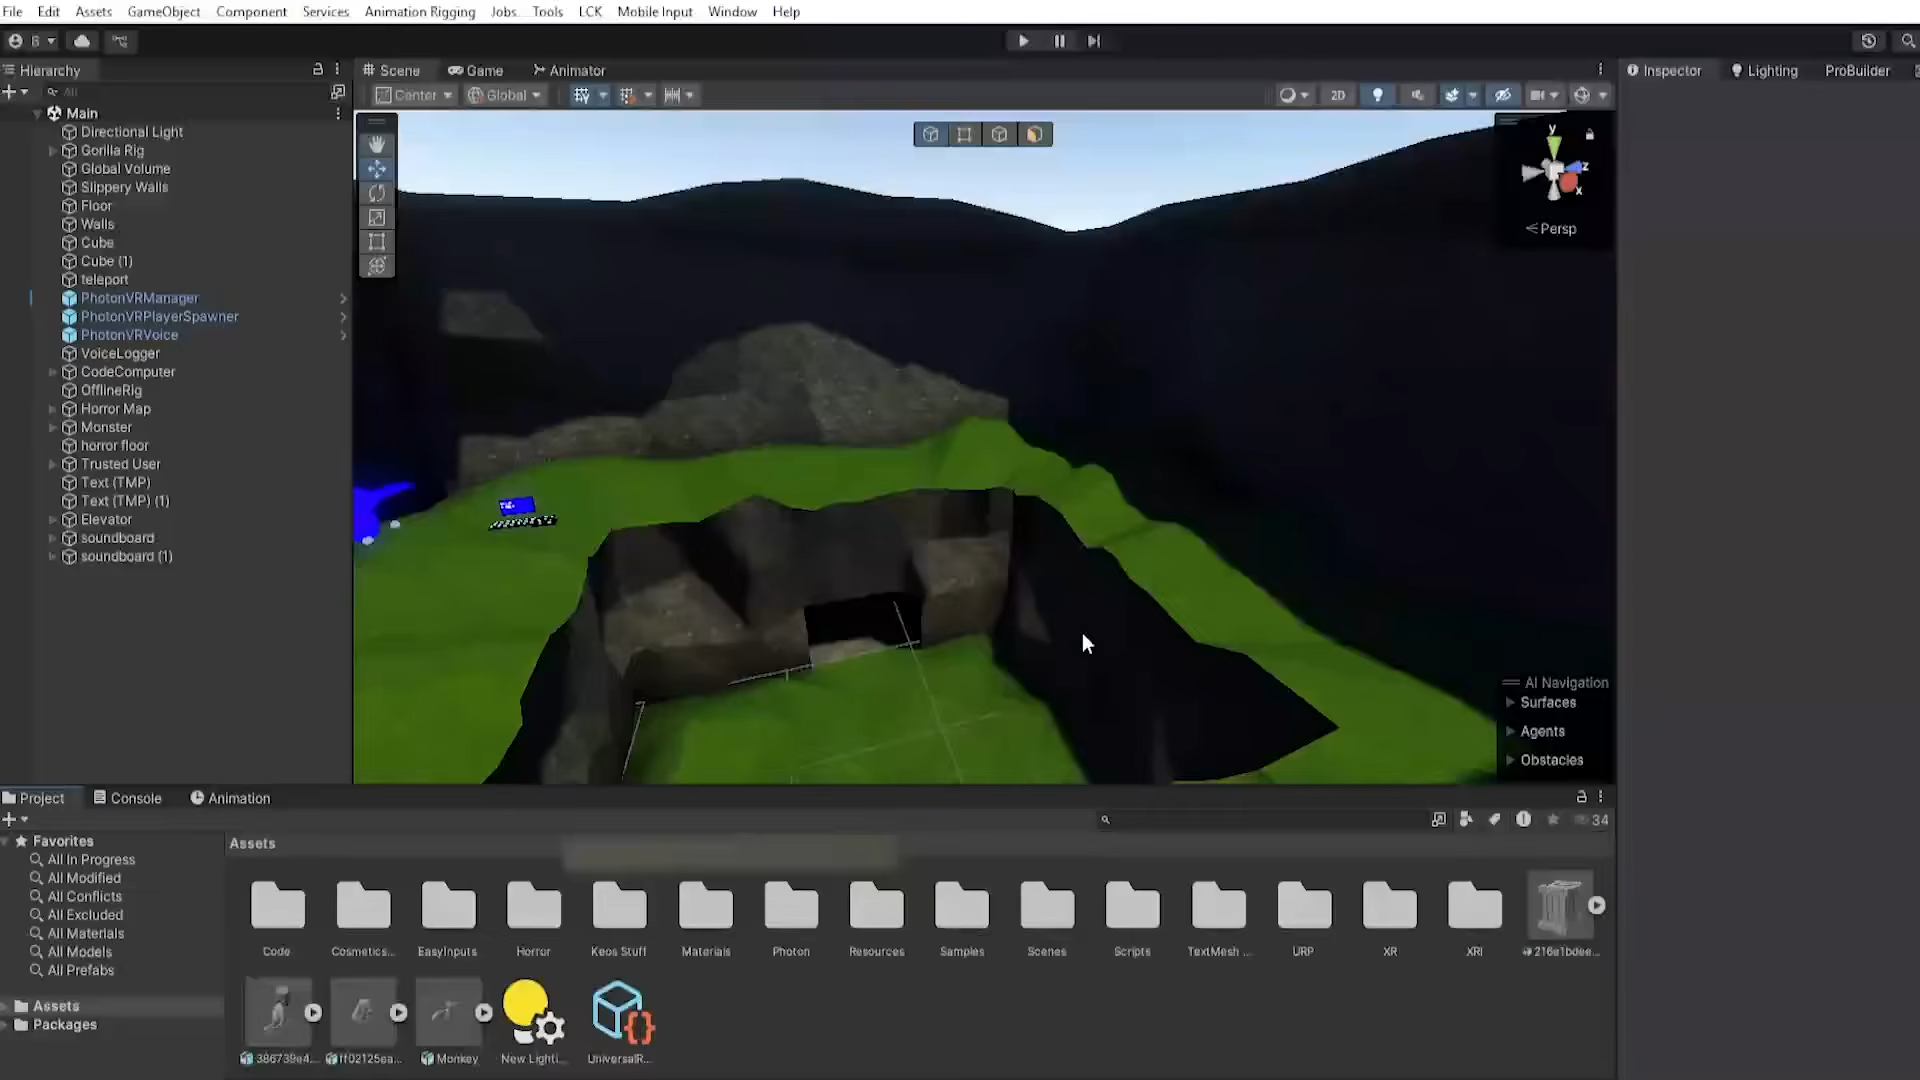 File Edit Assets GameObject Component Services Animation Rigging Jobs Tools LCK Mobile Input Window Help
Hierarchy
Scene Game Animator
Inspector Lighting ProBuilder
All
Center Global
2D
Main
Directional Light
Gorilla Rig
Global Volume
Slippery Walls
Floor
Walls
Cube
Cube (1)
teleport
PhotonVRManager
PhotonVRPlayerSpawner
PhotonVRVoice
VoiceLogger
CodeComputer
OfflineRig
Horror Map
Monster
horror floor
Trusted User
Text (TMP)
Text (TMP) (1)
Elevator
soundboard
soundboard (1)
y
z
x
Persp
AI Navigation
Surfaces
Agents
Obstacles
Project Console Animation
34
Favorites
All In Progress
All Modified
All Conflicts
All Excluded
All Materials
All Models
All Prefabs
Assets
Packages
Assets
Code Cosmetics... EasyInputs Horror Keos Stuff Materials Photon Resources Samples Scenes Scripts TextMesh ... URP XR XRI 216e1bdee...
386739e4... ff02125ea... Monkey New Lighti... UniversalR...